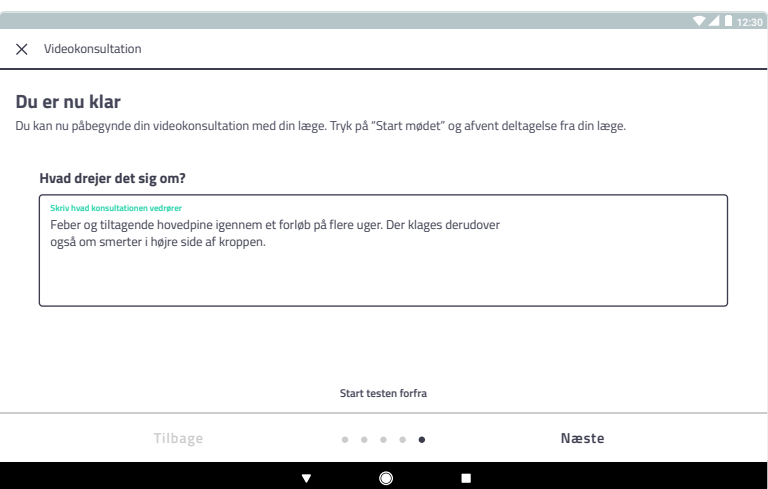 12:30
Videokonsultation
Du er nu klar
Du kan nu påbegynde din videokonsultation med din læge. Tryk på “Start mødet” og afvent deltagelse fra din læge.
Hvad drejer det sig om?
Skriv hvad konsultationen vedrører
Feber og tiltagende hovedpine igennem et forløb på flere uger. Der klages derudover
også om smerter i højre side af kroppen.
Start testen forfra
Tilbage
Næste